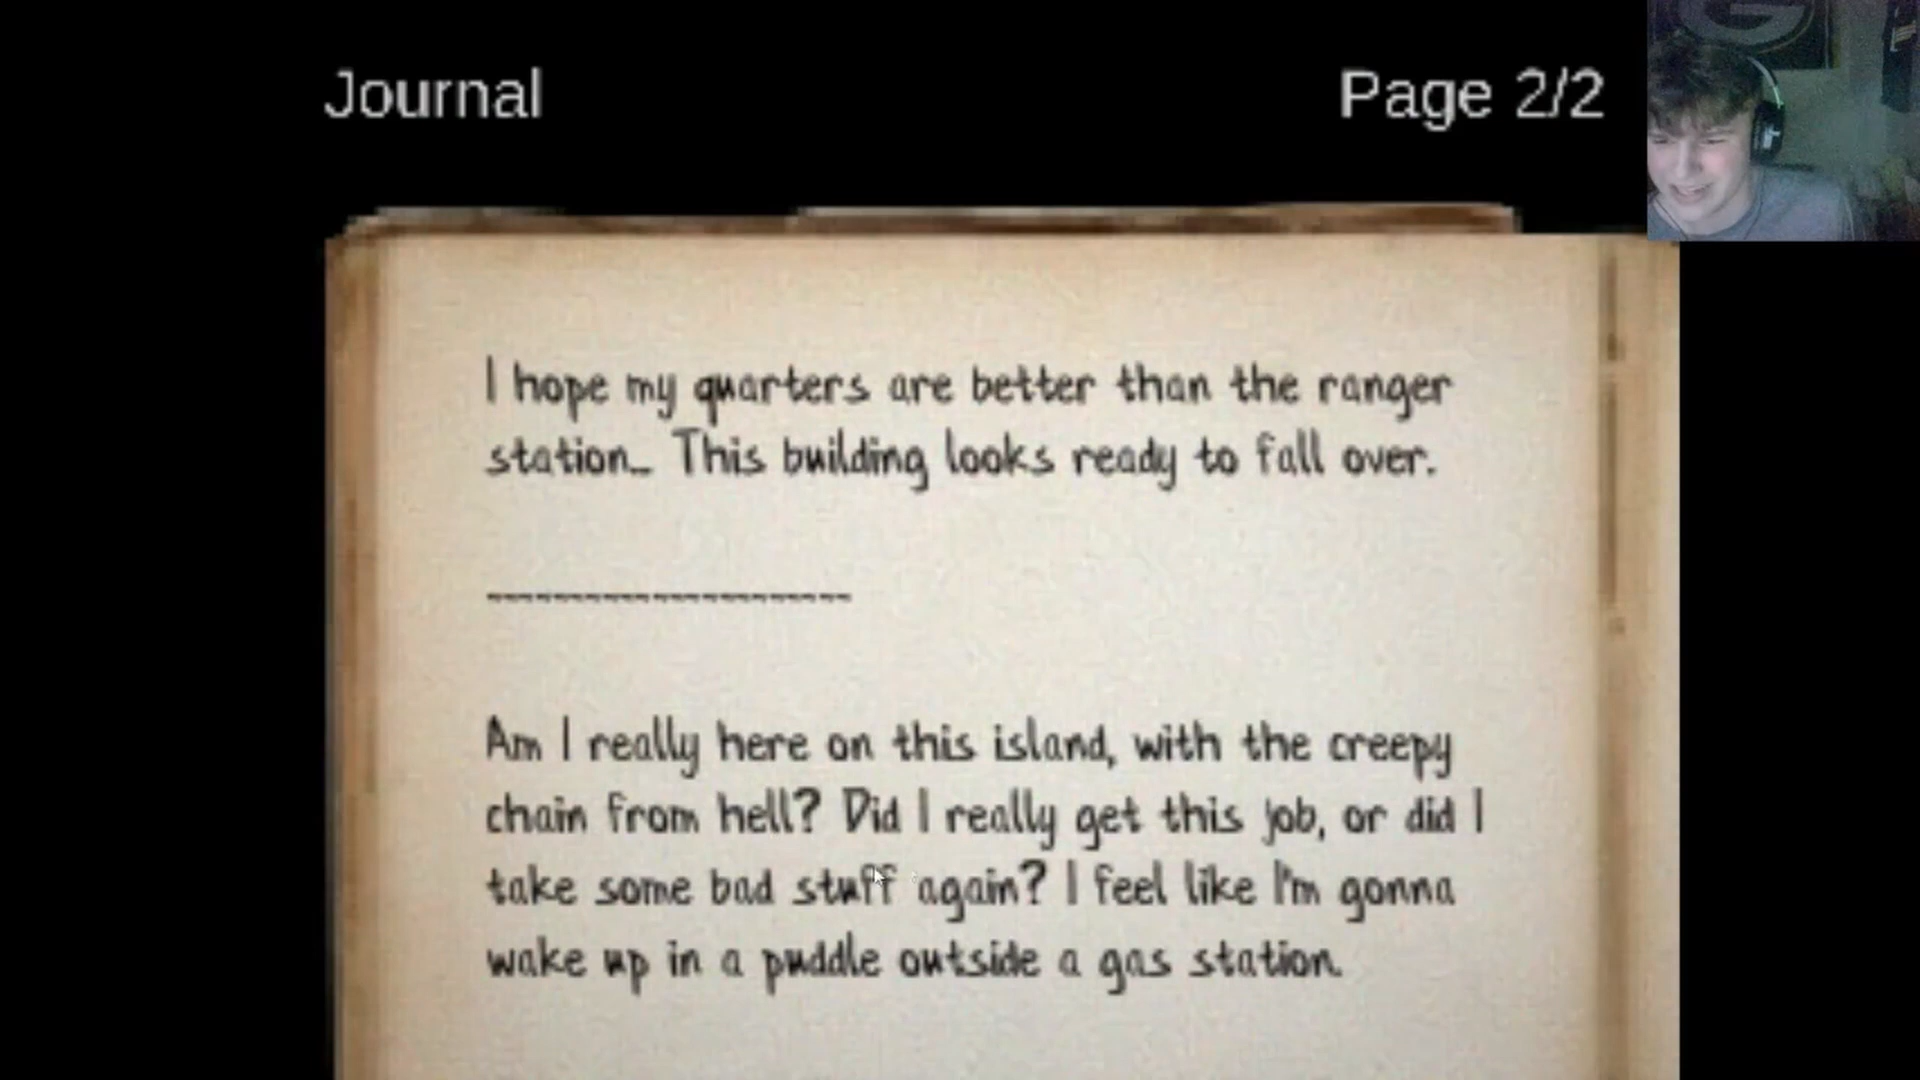 Journal
Page 2/2
G
I hope my quarters are better than the ranger
station... This building looks ready to fall over.
----------------------
Am I really here on this island, with the creepy
chain from hell? Did I really get this job, or did I
take some bad stuff again? I feel like I'm gonna
wake up in a puddle outside a gas station.